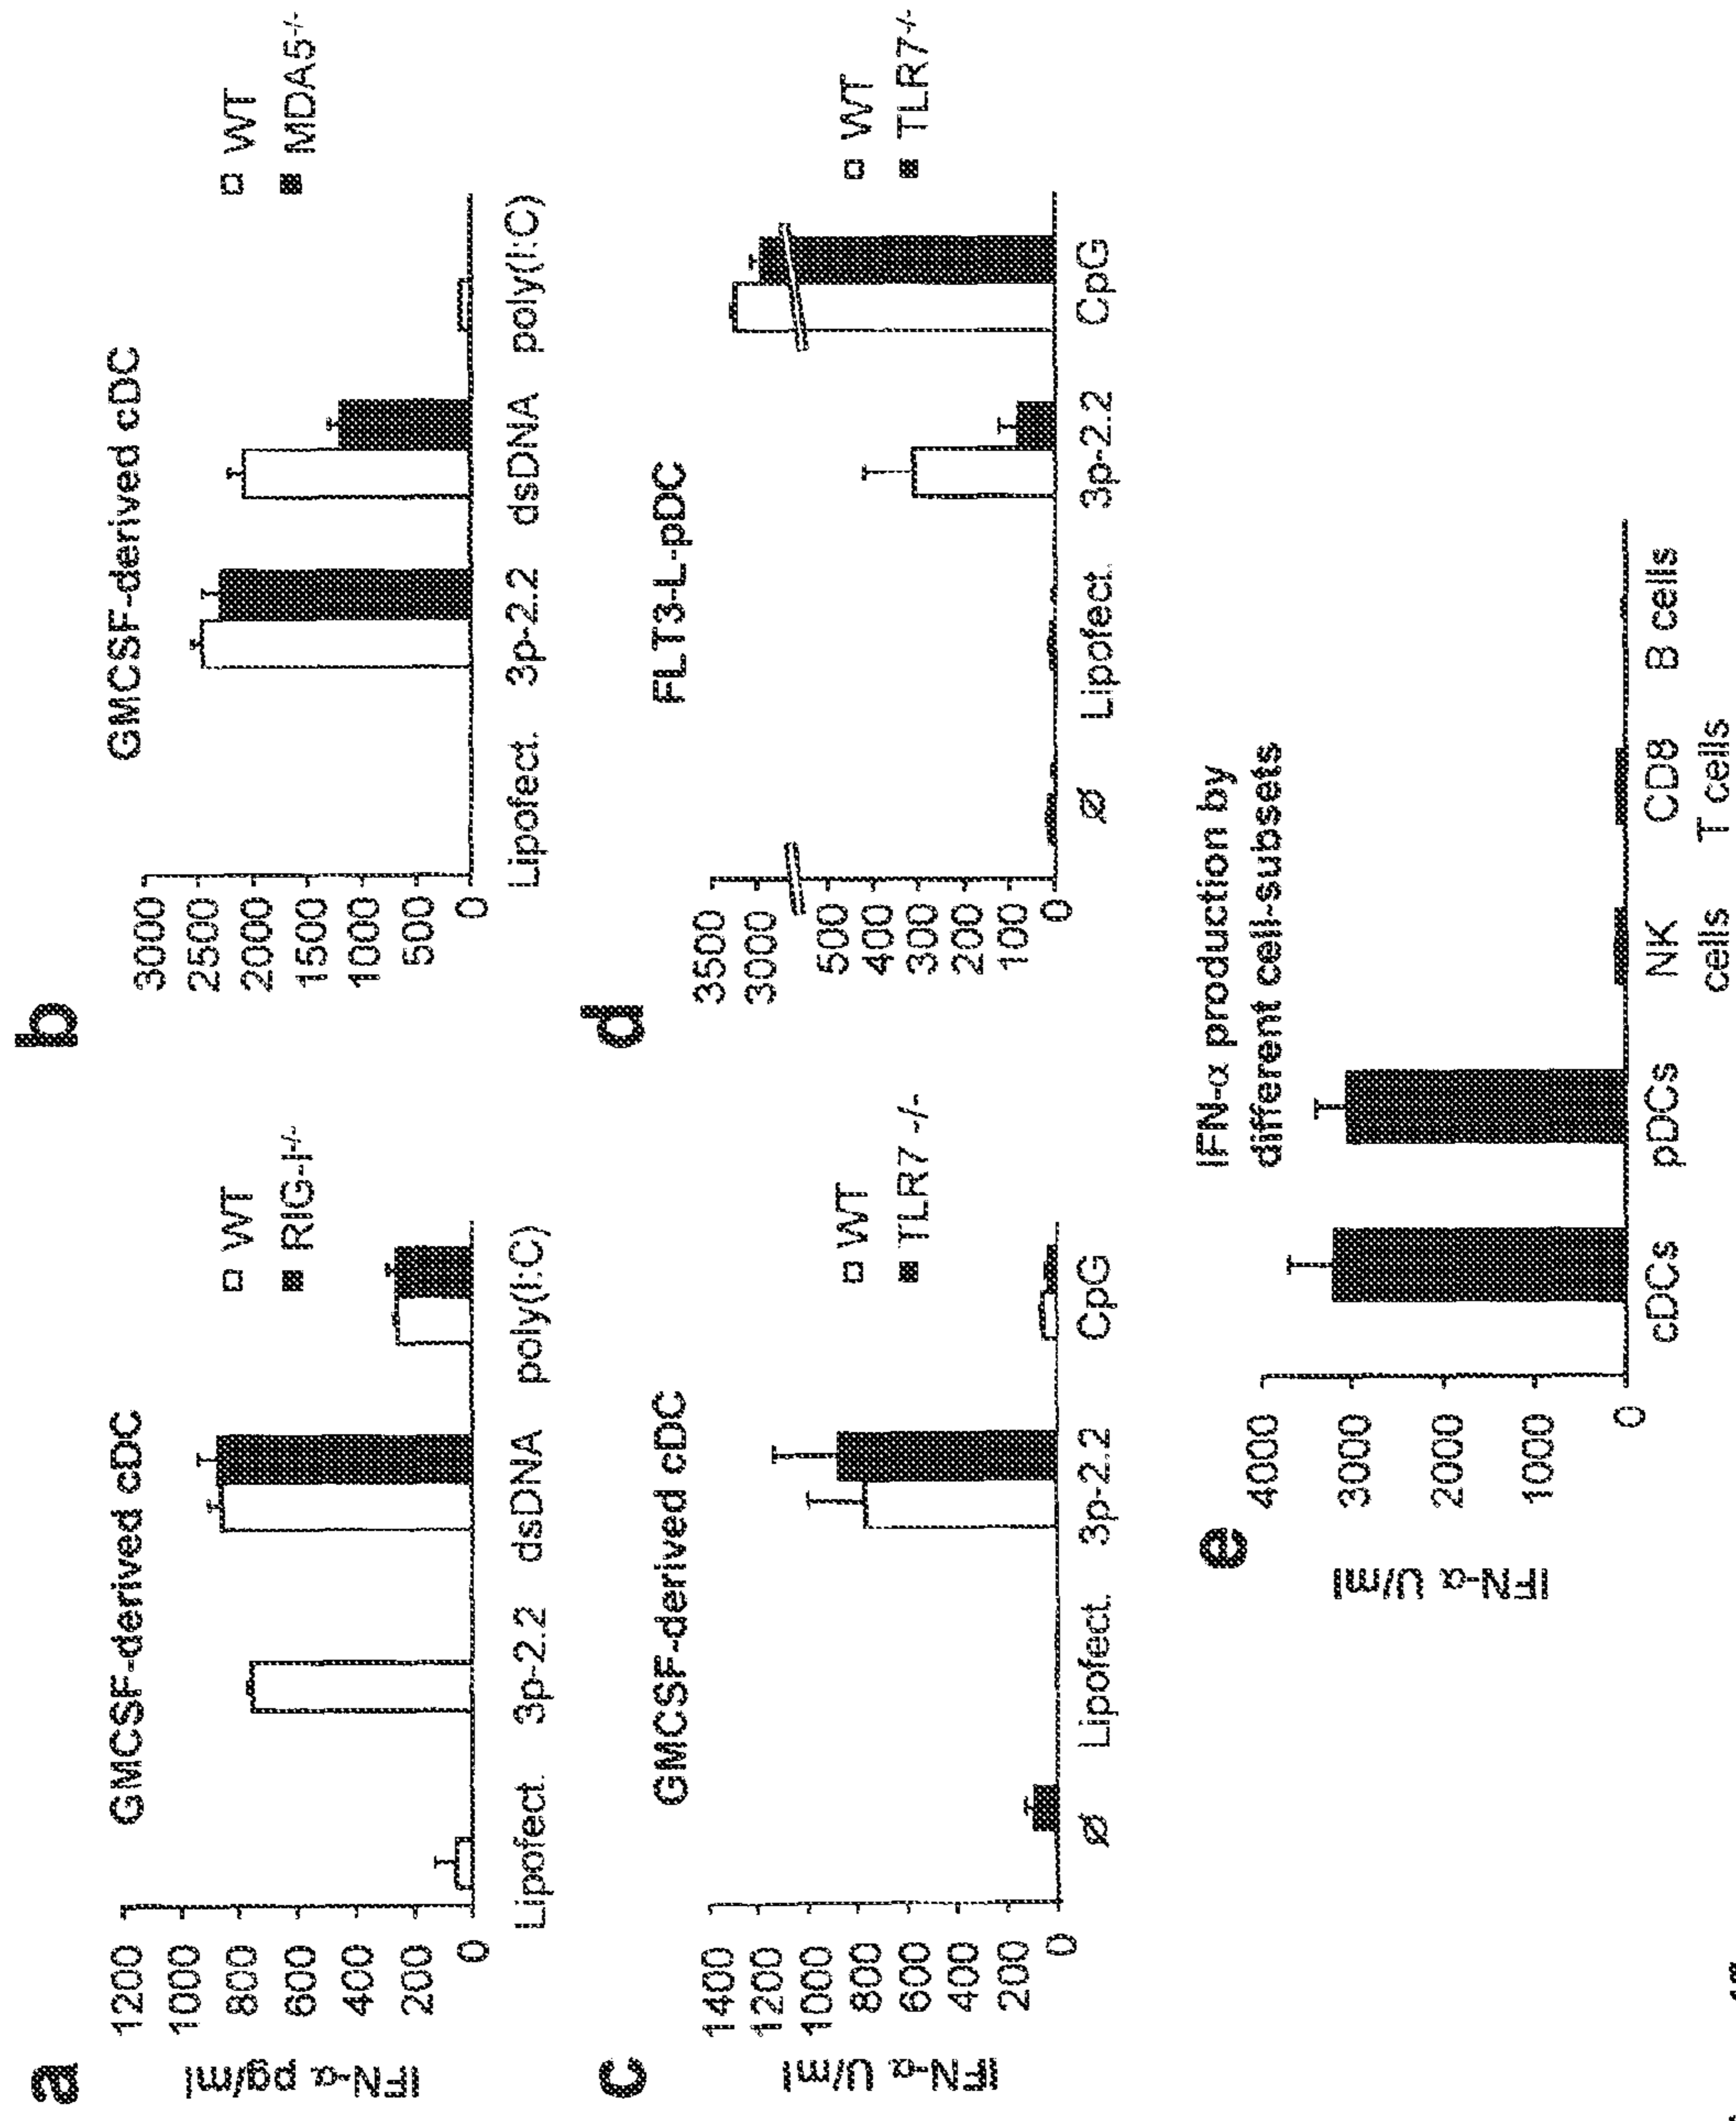 a
GMCSF-derived cDC
IFN-α pg/ml
1200
1000
800
600
400
200
0
WT
RIG-I-/-
Lipofect. 3p-2.2 dsDNA poly(I:C)
b
GMCSF-derived cDC
3000
2500
2000
1500
1000
500
0
WT
MDA5-/-
Lipofect. 3p-2.2 dsDNA poly(I:C)
c
GMCSF-derived cDC
IFN-α U/ml
1400
1200
1000
800
600
400
200
0
WT
TLR7 -/-
Ø Lipofect. 3p-2.2 CpG
d
FLT3-L-pDC
3500
3000
500
400
300
200
100
0
WT
TLR7-/-
Ø Lipofect. 3p-2.2 CpG
e
IFN-α production by
different cell-subsets
IFN-α U/ml
4000
3000
2000
1000
0
cDCs pDCs NK CD8 B cells
cells T cells